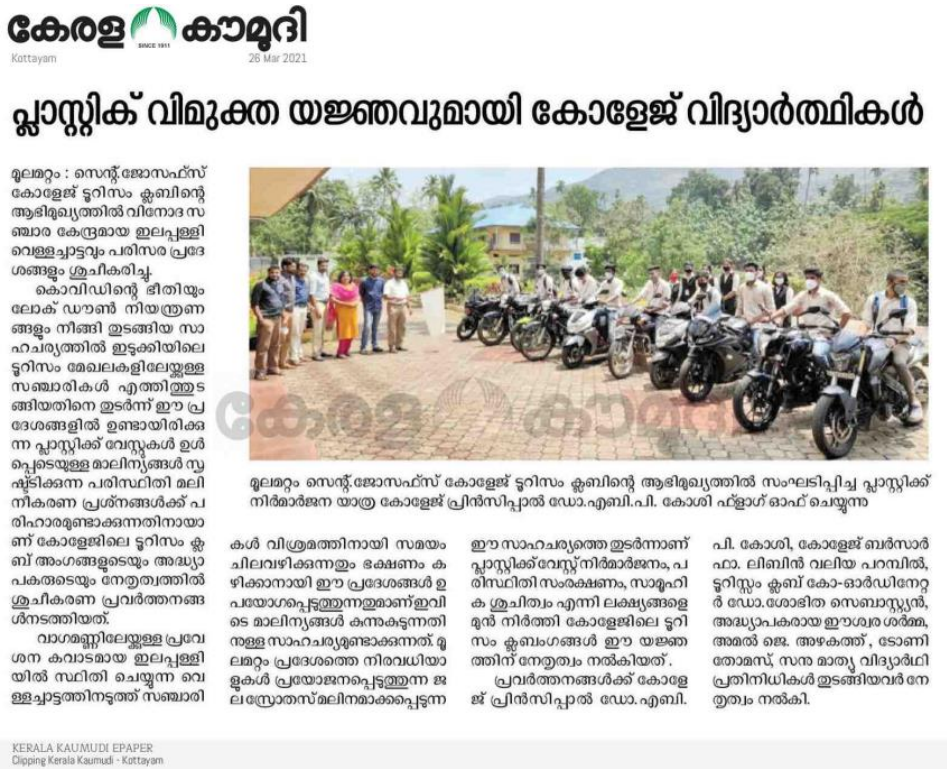 കേരള കൗമുദി
SINCE 1911
Kottayam
26 Mar 2021
പ്ലാസ്റ്റിക് വിമുക്ത യജ്ഞവുമായി കോളേജ് വിദ്യാർത്ഥികൾ
മൂലമറ്റം : സെന്റ്.ജോസഫ്സ്
കോളേജ് ടൂറിസം ക്ലബിന്റെ
ആഭിമുഖ്യത്തിൽ വിനോദ സ
ഞ്ചാര കേന്ദ്രമായ ഇലപ്പള്ളി
വെള്ളച്ചാട്ടവും പരിസര പ്രദേ
ശങ്ങളും ശുചീകരിച്ചു.
കൊവിഡിന്റെ ഭീതിയും
ലോക് ഡൗൺ നിയന്ത്രണ
ങ്ങളും നീങ്ങി തുടങ്ങിയ സാ
ഹചര്യത്തിൽ ഇടുക്കിയിലെ
ടൂറിസം മേഖലകളിലേയ്ക്കുള്ള
സഞ്ചാരികൾ എത്തിത്തുട
ങ്ങിയതിനെ തുടർന്ന് ഈ പ്ര
ദേശങ്ങളിൽ ഉണ്ടായിരിക്കു
ന്ന പ്ലാസ്റ്റിക്ക് വേസ്റ്റുകൾ ഉൾ
പ്പെടെയുള്ള മാലിന്യങ്ങൾ സൃ
ഷ്ടിക്കുന്ന പരിസ്ഥിതി മലി
നീകരണ പ്രശ്നങ്ങൾക്ക് പ
രിഹാരമുണ്ടാക്കുന്നതിനായാ
ണ് കോളേജിലെ ടൂറിസം ക്ല
ബ് അംഗങ്ങളുടെയും അദ്ധ്യാ
പകരുടെയും നേതൃത്വത്തിൽ
ശുചീകരണ പ്രവർത്തനങ്ങ
ൾനടത്തിയത്.
വാഗമണ്ണിലേയ്ക്കുള്ള പ്രവേ
ശന കവാടമായ ഇലപ്പള്ളി
യിൽ സ്ഥിതി ചെയ്യുന്ന വെ
ള്ളച്ചാട്ടത്തിനടുത്ത് സഞ്ചാരി
കേരള കൗമുദി
മൂലമറ്റം സെന്റ്.ജോസഫ്സ് കോളേജ് ടൂറിസം ക്ലബിന്റെ ആഭിമുഖ്യത്തിൽ സംഘടിപ്പിച്ച പ്ലാസ്റ്റിക്ക്
നിർമാർജന യാത്ര കോളേജ് പ്രിൻസിപ്പാൽ ഡോ.എബി.പി. കോശി ഫ്ളാഗ് ഓഫ് ചെയ്യുന്നു
കൾ വിശ്രമത്തിനായി സമയം
ചിലവഴിക്കുന്നതും ഭക്ഷണം ക
ഴിക്കാനായി ഈ പ്രദേശങ്ങൾ ഉ
പയോഗപ്പെടുത്തുന്നതുമാണ് ഇവി
ടെ മാലിന്യങ്ങൾ കുന്നുകൂടുന്നതി
നുള്ള സാഹചര്യമുണ്ടാക്കുന്നത്. മൂ
ലമറ്റം പ്രദേശത്തെ നിരവധിയാ
ളുകൾ പ്രയോജനപ്പെടുത്തുന്ന ജ
ല സ്രോതസ് മലിനമാക്കപ്പെടുന്ന
ഈ സാഹചര്യത്തെ തുടർന്നാണ്
പ്ലാസ്റ്റിക്ക് വേസ്റ്റ് നിർമാർജനം, പ
രിസ്ഥിതി സംരക്ഷണം, സാമൂഹി
ക ശുചിത്വം എന്നി ലക്ഷ്യങ്ങളെ
മുൻ നിർത്തി കോളേജിലെ ടൂറി
സം ക്ലബംഗങ്ങൾ ഈ യജ്ഞ
ത്തിന് നേതൃത്വം നൽകിയത് .
പ്രവർത്തനങ്ങൾക്ക് കോളേ
ജ് പ്രിൻസിപ്പാൽ ഡോ.എബി.
പി. കോശി, കോളേജ് ബർസാർ
ഫാ. ലിബിൻ വലിയ പറമ്പിൽ,
ടൂറിസ്സം ക്ലബ് കോ-ഓർഡിനേറ്റ
ർ ഡോ.ശോഭിത സെബാസ്റ്റ്യൻ,
അദ്ധ്യാപകരായ ഈശ്വര ശർമ്മ,
അമൽ ജെ. അഴകത്ത് , ടോണി
തോമസ്, സനു മാത്യു വിദ്യാർഥി
പ്രതിനിധികൾ തുടങ്ങിയവർ നേ
തൃത്വം നൽകി.
KERALA KAUMUDI EPAPER
Clipping Kerala Kaumudi - Kottayam